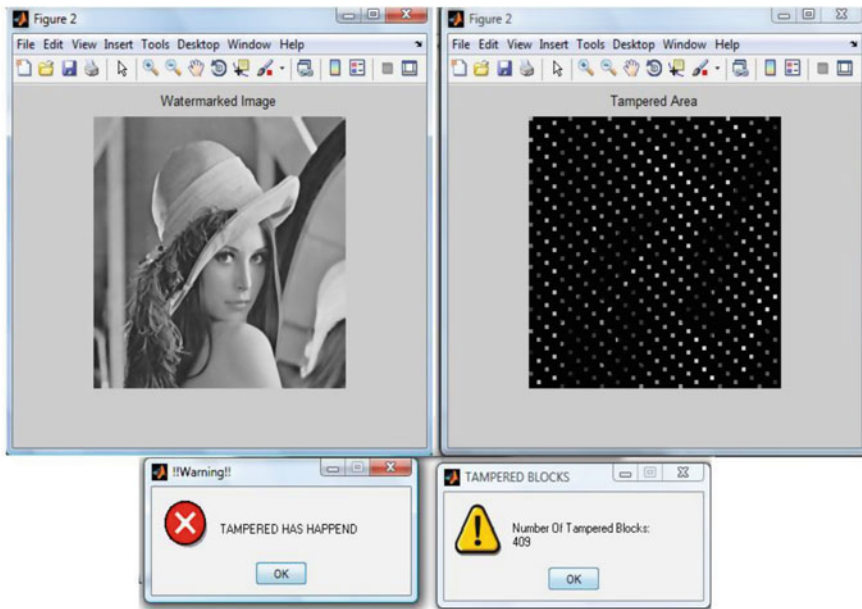 Figure 2
File Edit View Insert Tools Desktop Window Help
Watermarked Image
Figure 2
File Edit View Insert Tools Desktop Window Help
Tampered Area
!!Warning!!
TAMPERED HAS HAPPEND
OK
TAMPERED BLOCKS
Number Of Tampered Blocks:
409
OK